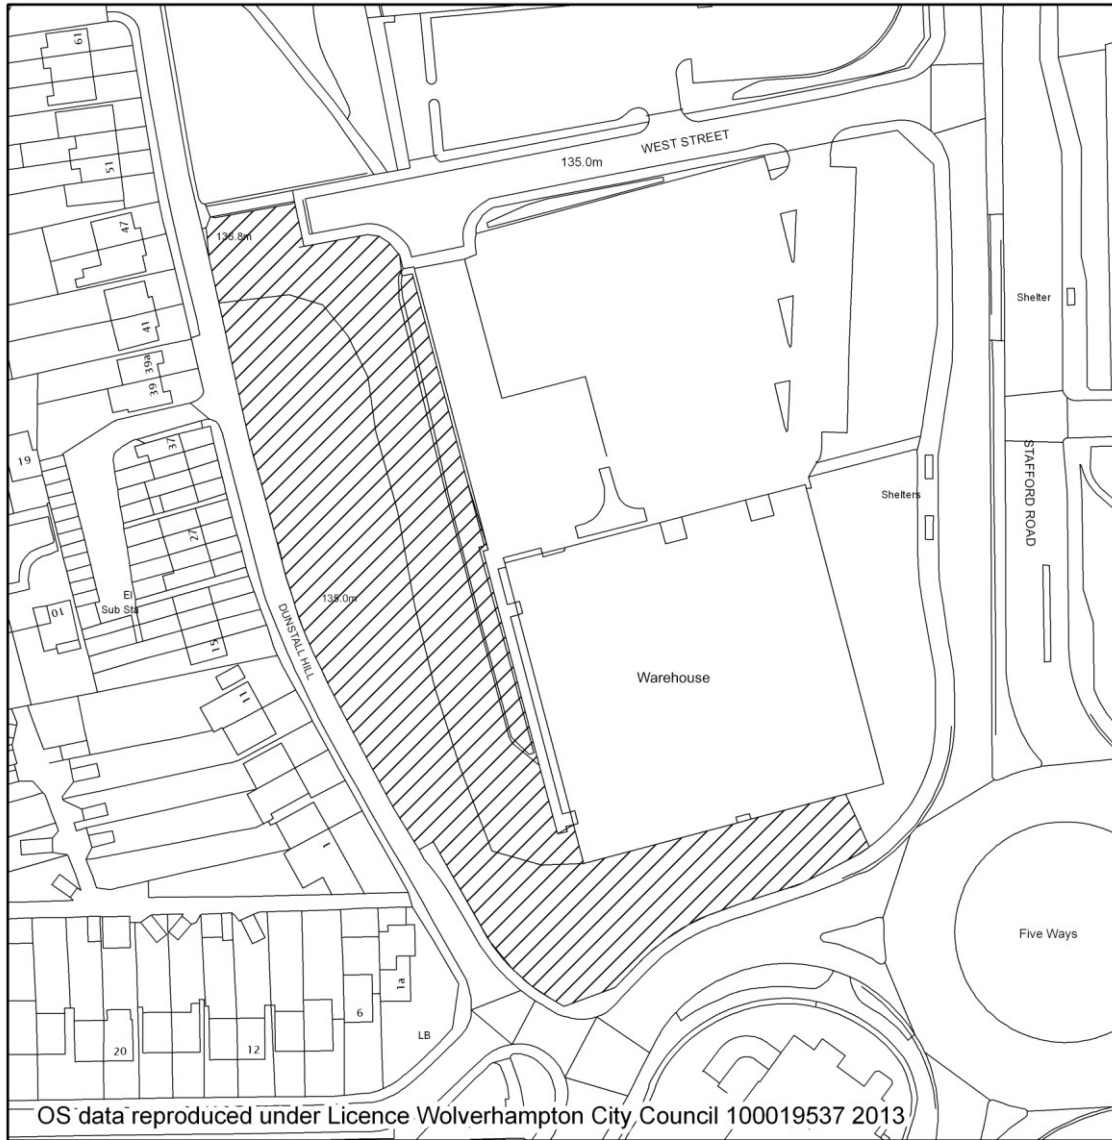 61
51
47
41
39a
39
37
27
15
11
1
19
10
El
Sub Sta
136.8m
135.0m
WEST STREET
135.0m
DUNSTALL HILL
Shelter
Shelters
STAFFORD ROAD
Warehouse
Five Ways
1a
6
12
20
LB
OS data reproduced under Licence Wolverhampton City Council 100019537 2013